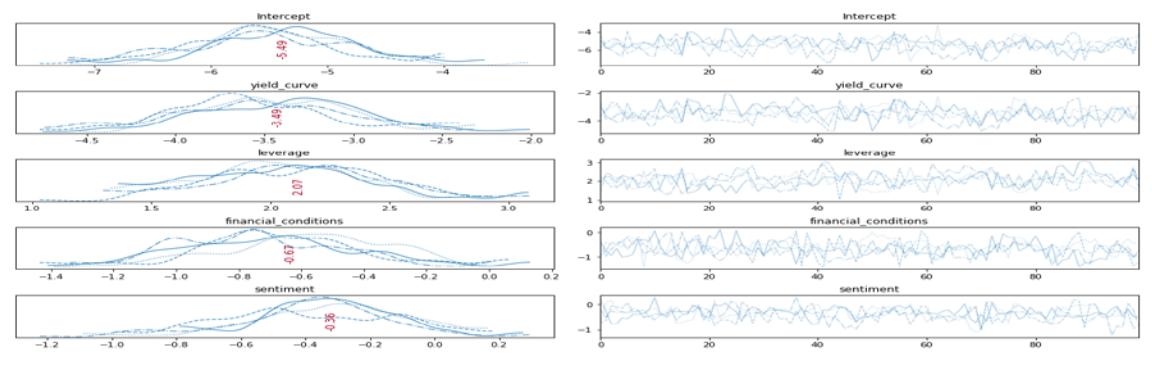 Intercept Intercept
-5.49
−4
−6
−7 −6 −5 −4 0 20 40 60 80
yield_curve yield_curve
-3.49
−2
−4
−4.5 −4.0 −3.5 −3.0 −2.5 −2.0 0 20 40 60 80
leverage leverage
2.07
3
2
1
1.0 1.5 2.0 2.5 3.0 0 20 40 60 80
financial_conditions financial_conditions
-0.67
0
−1
−1.4 −1.2 −1.0 −0.8 −0.6 −0.4 −0.2 0.0 0.2 0 20 40 60 80
sentiment sentiment
-0.36
0
−1
−1.2 −1.0 −0.8 −0.6 −0.4 −0.2 0.0 0.2 0 20 40 60 80